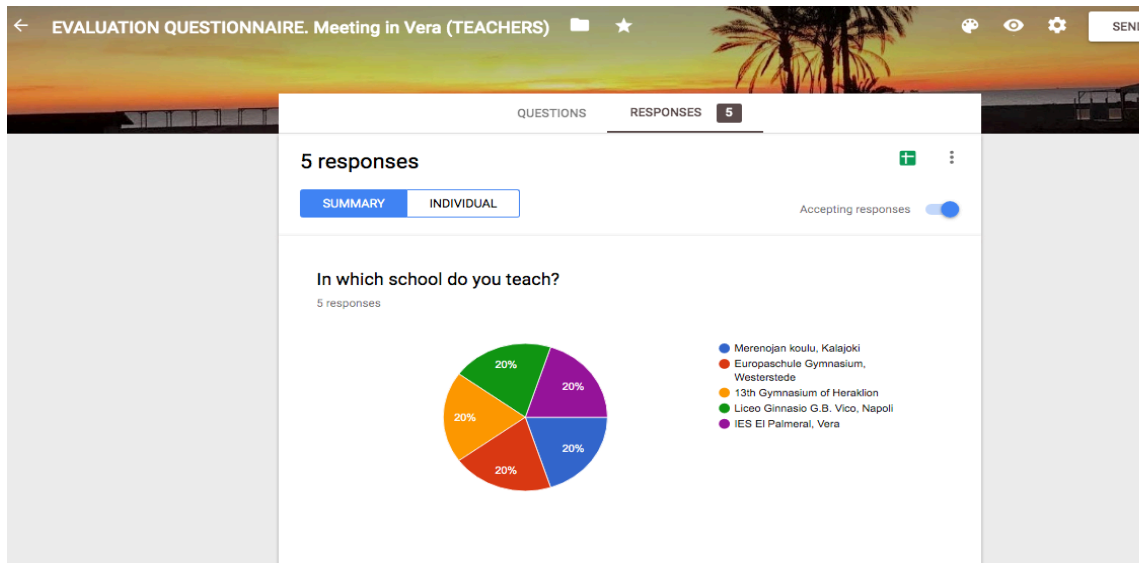 EVALUATION QUESTIONNAIRE. Meeting in Vera (TEACHERS)
SEN
QUESTIONS
RESPONSES 5
5 responses
SUMMARY
INDIVIDUAL
Accepting responses
In which school do you teach?
5 responses
20%
20%
20%
20%
20%
Merenojan koulu, Kalajoki
Europaschule Gymnasium,
Westerstede
13th Gymnasium of Heraklion
Liceo Ginnasio G.B. Vico, Napoli
IES El Palmeral, Vera